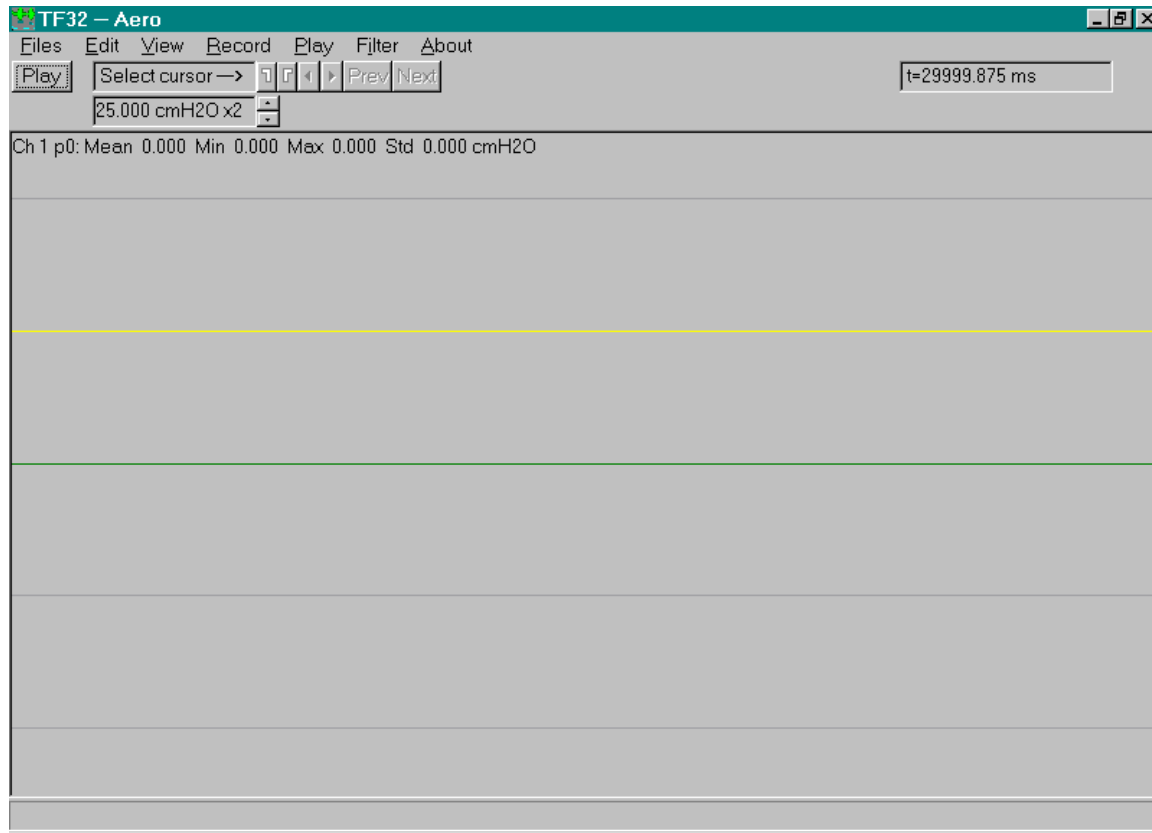 TF32 – Aero
Files Edit View Record Play Filter About
Play Select cursor –> Prev Next t=29999.875 ms
25.000 cmH2O x2
Ch 1 p0: Mean 0.000 Min 0.000 Max 0.000 Std 0.000 cmH2O